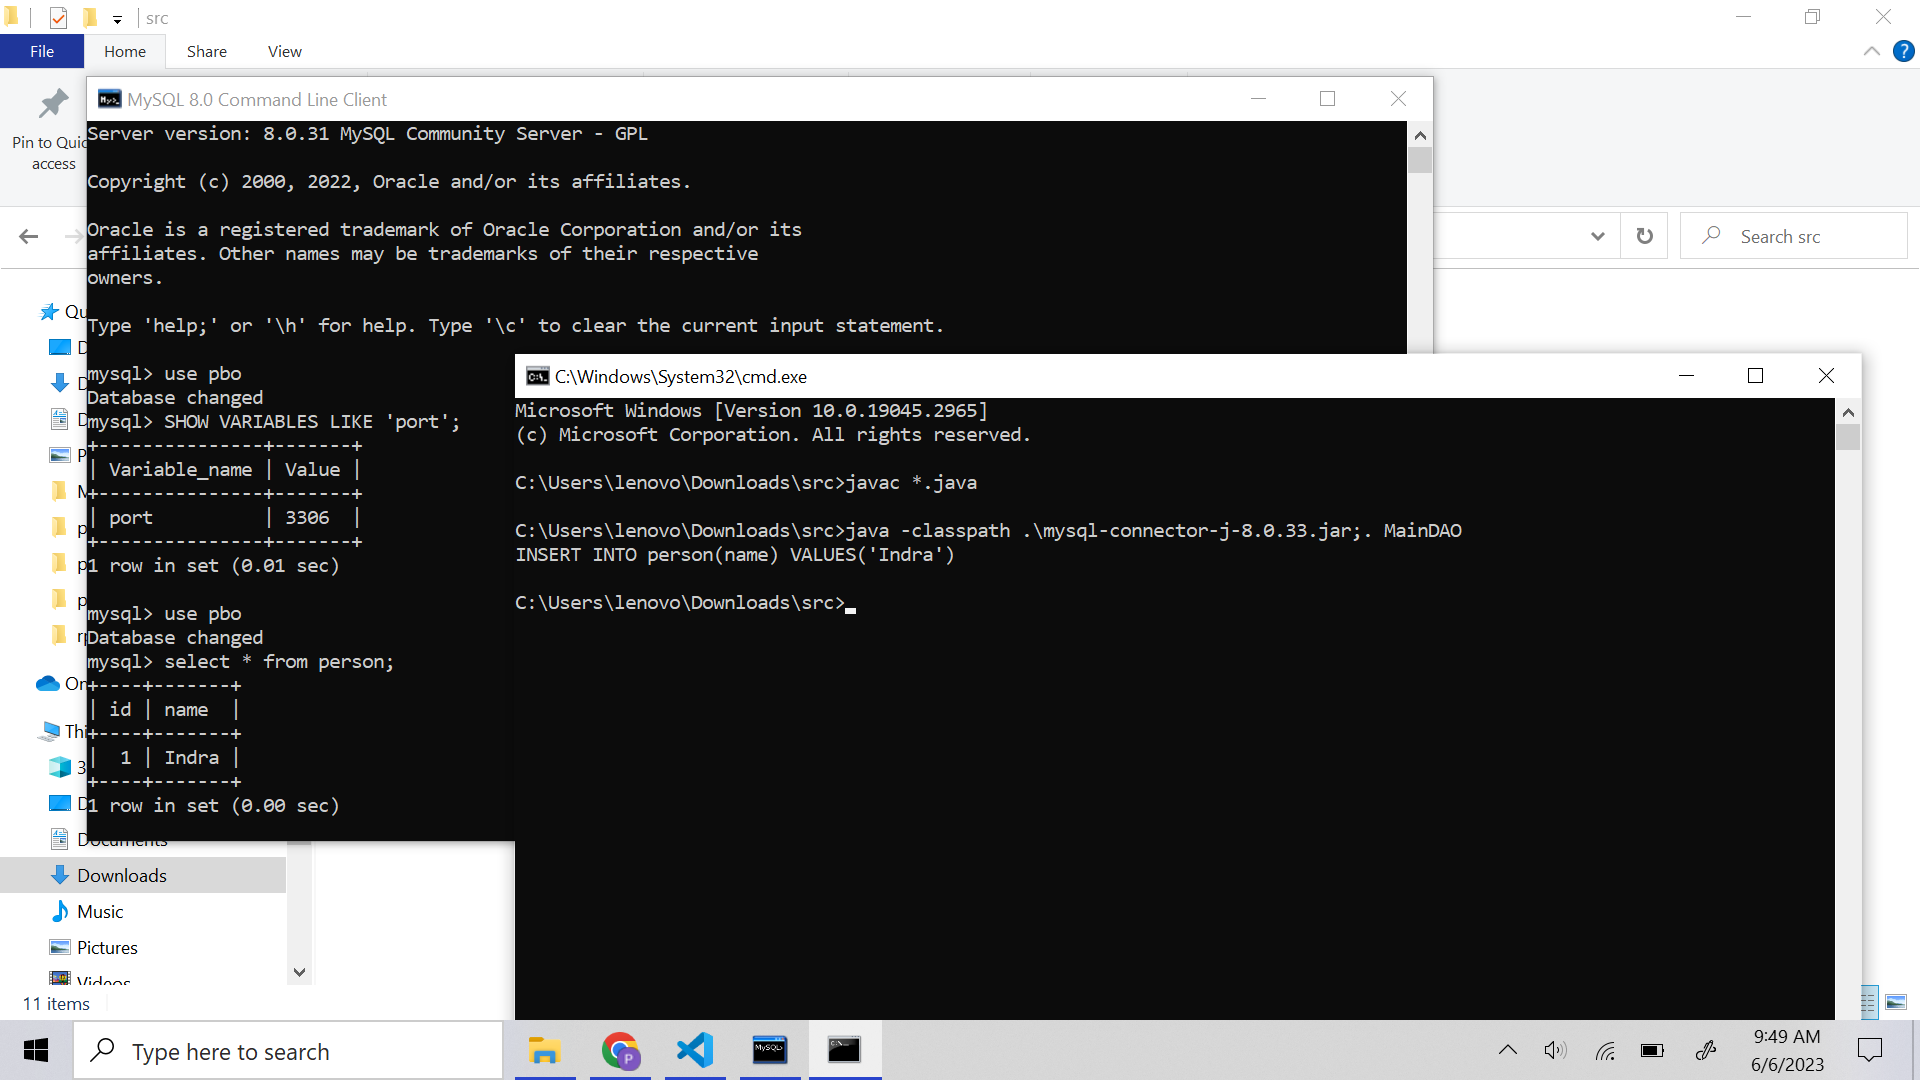 src
File
Home
Share
View
Pin to Quic
access
MySQL 8.0 Command Line Client
Server version: 8.0.31 MySQL Community Server - GPL
Copyright (c) 2000, 2022, Oracle and/or its affiliates.
Oracle is a registered trademark of Oracle Corporation and/or its
affiliates. Other names may be trademarks of their respective
owners.
Type 'help;' or '\h' for help. Type '\c' to clear the current input statement.
mysql> use pbo
Database changed
mysql> SHOW VARIABLES LIKE 'port';
+---------------+-------+
| Variable_name | Value |
+---------------+-------+
| port          | 3306  |
+---------------+-------+
1 row in set (0.01 sec)
mysql> use pbo
Database changed
mysql> select * from person;
+----+-------+
| id | name  |
+----+-------+
|  1 | Indra |
+----+-------+
1 row in set (0.00 sec)
C:\Windows\System32\cmd.exe
Microsoft Windows [Version 10.0.19045.2965]
(c) Microsoft Corporation. All rights reserved.
C:\Users\lenovo\Downloads\src>javac *.java
C:\Users\lenovo\Downloads\src>java -classpath .\mysql-connector-j-8.0.33.jar;. MainDAO
INSERT INTO person(name) VALUES('Indra')
C:\Users\lenovo\Downloads\src>
Search src
Qu
D
D
D
P
M
p
p
p
On
Thi
3
D
Documents
Downloads
Music
Pictures
Videos
11 items
Type here to search
9:49 AM
6/6/2023